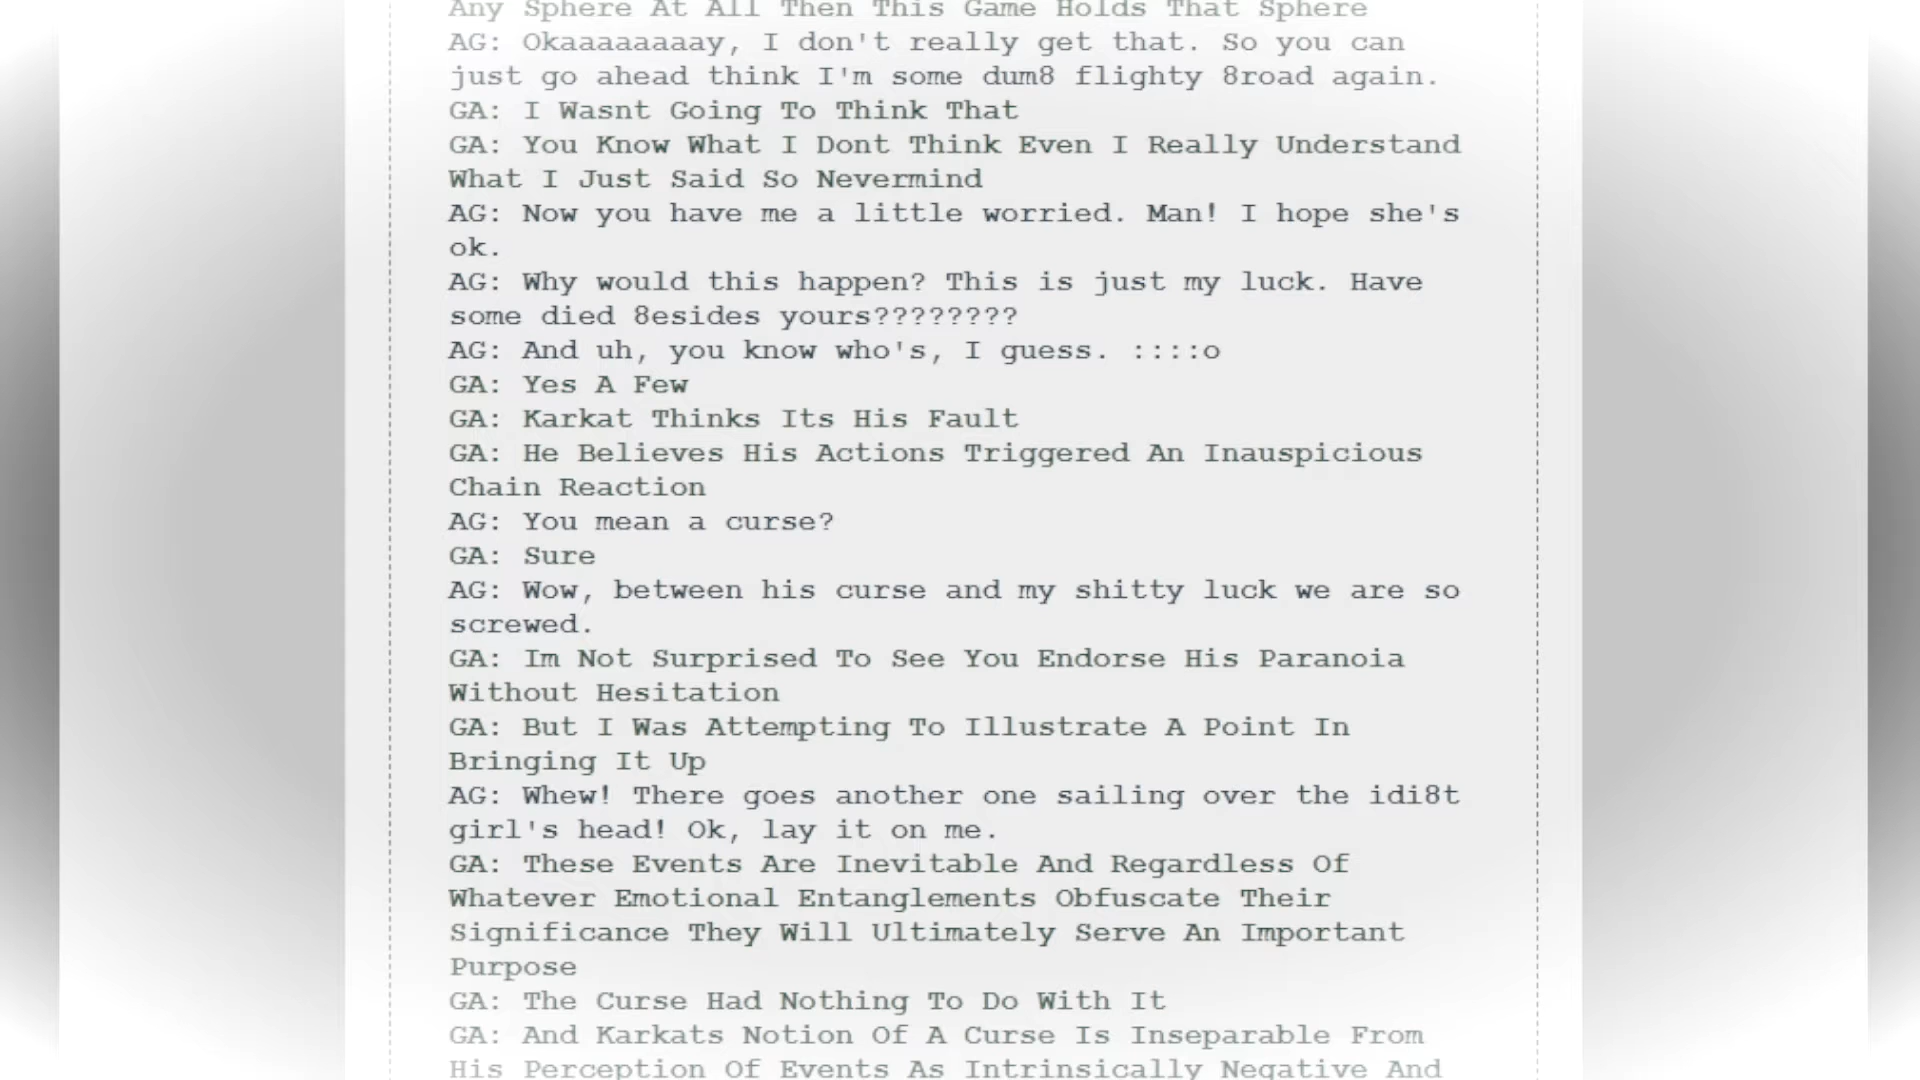 Any Sphere At All Then This Game Holds That Sphere
AG: Okaaaaaaaay, I don't really get that. So you can
just go ahead think I'm some dum8 flighty 8road again.
GA: I Wasnt Going To Think That
GA: You Know What I Dont Think Even I Really Understand
What I Just Said So Nevermind
AG: Now you have me a little worried. Man! I hope she's
ok.
AG: Why would this happen? This is just my luck. Have
some died 8esides yours????????
AG: And uh, you know who's, I guess. ::::o
GA: Yes A Few
GA: Karkat Thinks Its His Fault
GA: He Believes His Actions Triggered An Inauspicious
Chain Reaction
AG: You mean a curse?
GA: Sure
AG: Wow, between his curse and my shitty luck we are so
screwed.
GA: Im Not Surprised To See You Endorse His Paranoia
Without Hesitation
GA: But I Was Attempting To Illustrate A Point In
Bringing It Up
AG: Whew! There goes another one sailing over the idi8t
girl's head! Ok, lay it on me.
GA: These Events Are Inevitable And Regardless Of
Whatever Emotional Entanglements Obfuscate Their
Significance They Will Ultimately Serve An Important
Purpose
GA: The Curse Had Nothing To Do With It
GA: And Karkats Notion Of A Curse Is Inseparable From
His Perception Of Events As Intrinsically Negative And